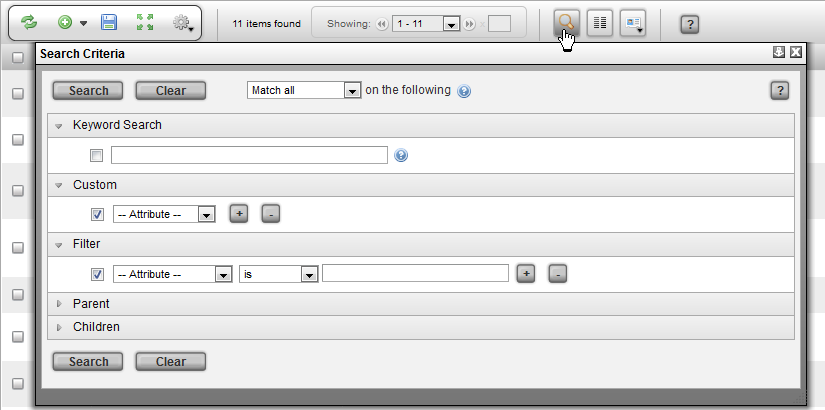 11 items found Showing: 1 - 11 x ?
Search Criteria
Search Clear Match all on the following ? ?
Keyword Search
?
Custom
-- Attribute -- + -
Filter
-- Attribute -- is + -
Parent
Children
Search Clear